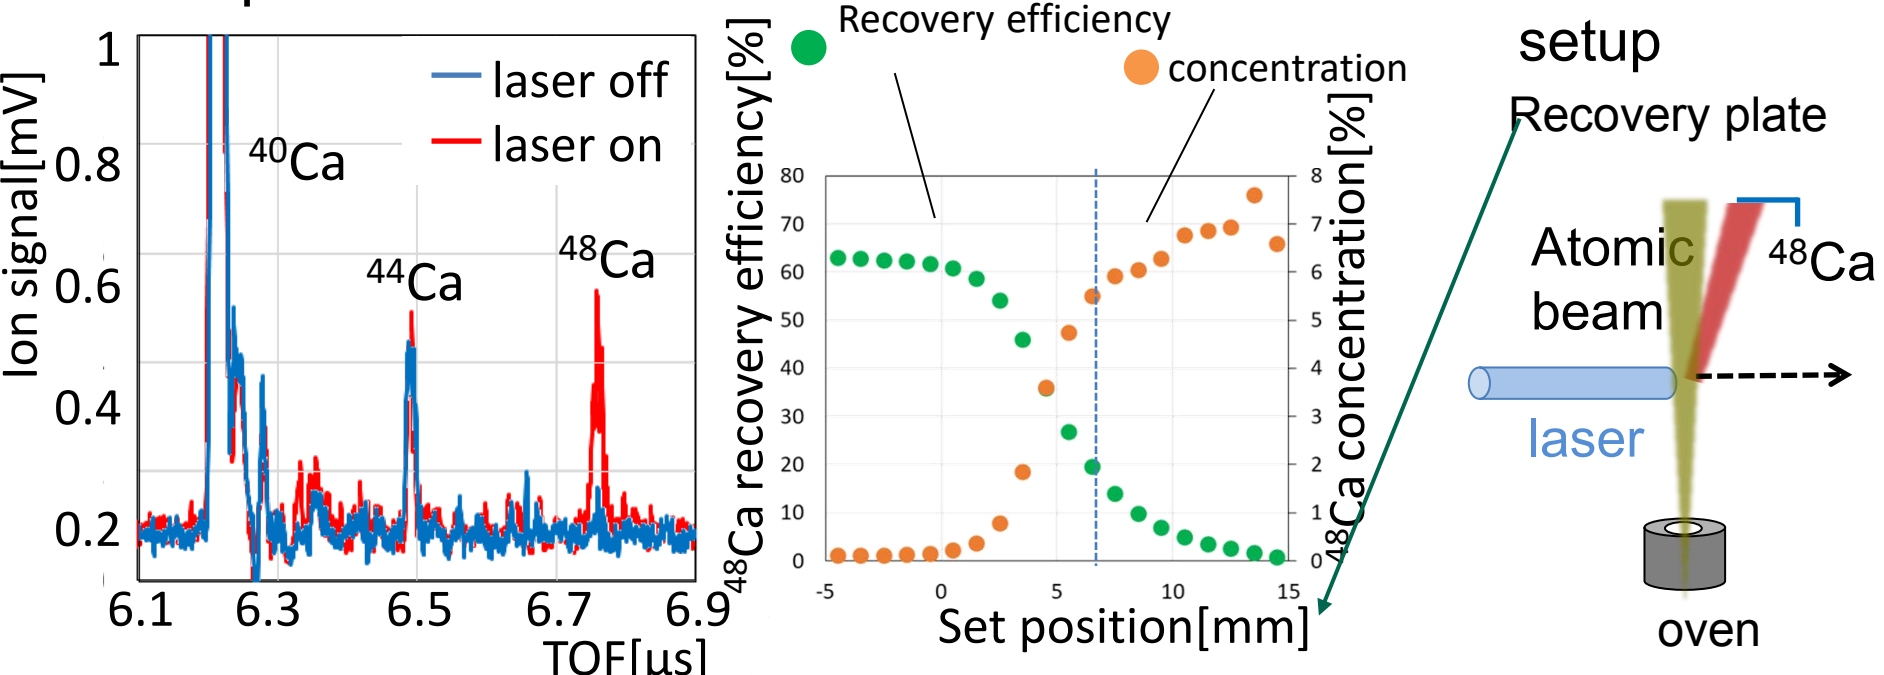 Ion signal[mV]
1
0.8
0.6
0.4
0.2
laser off
laser on
⁴⁰Ca
⁴⁴Ca
⁴⁸Ca
6.1 6.3 6.5 6.7 6.9
TOF[µs]
Recovery efficiency
concentration
⁴⁸Ca recovery efficiency[%]
80
70
60
50
40
30
20
10
0
8
7
6
5
4
3
2
1
0
⁴⁸Ca concentration[%]
-5 0 5 10 15
Set position[mm]
setup
Recovery plate
Atomic
beam
⁴⁸Ca
laser
oven